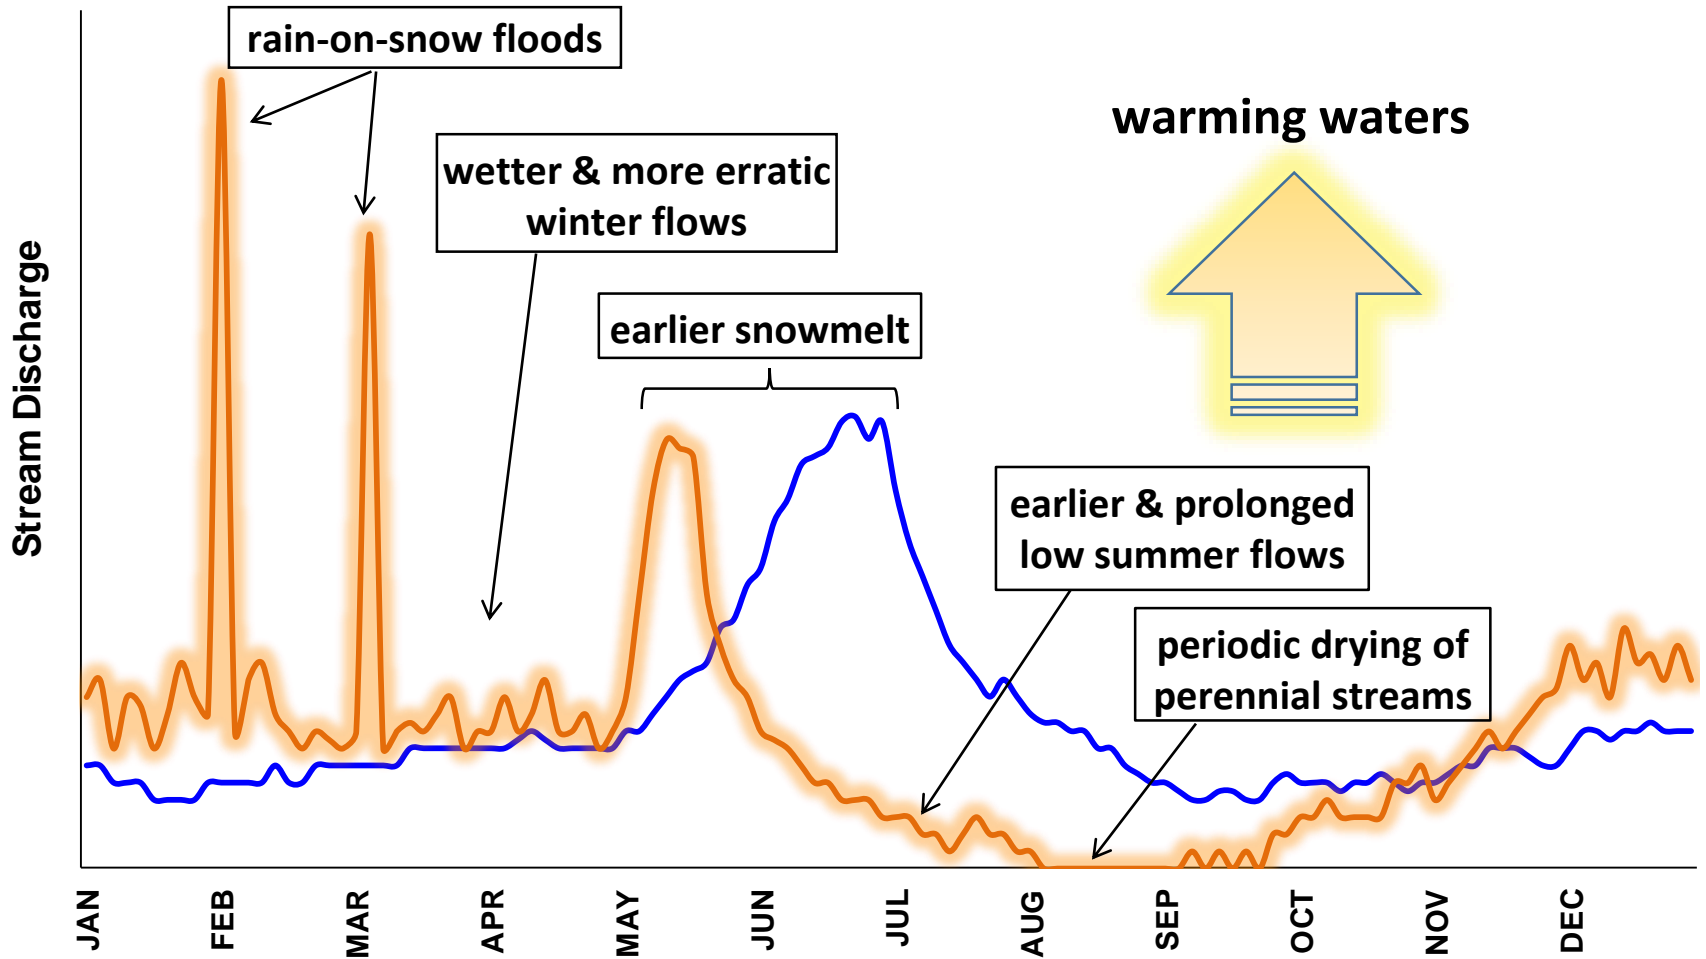 rain-on-snow floods
wetter & more erratic
winter flows
warming waters
earlier snowmelt
earlier & prolonged
low summer flows
periodic drying of
perennial streams
Stream Discharge
JAN
FEB
MAR
APR
MAY
JUN
JUL
AUG
SEP
OCT
NOV
DEC